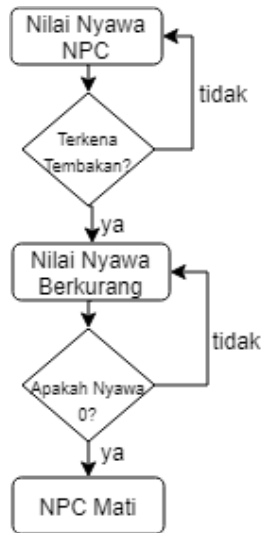 Nilai Nyawa
NPC
tidak
Terkena
Tembakan?
ya
Nilai Nyawa
Berkurang
tidak
Apakah Nyawa
0?
ya
NPC Mati